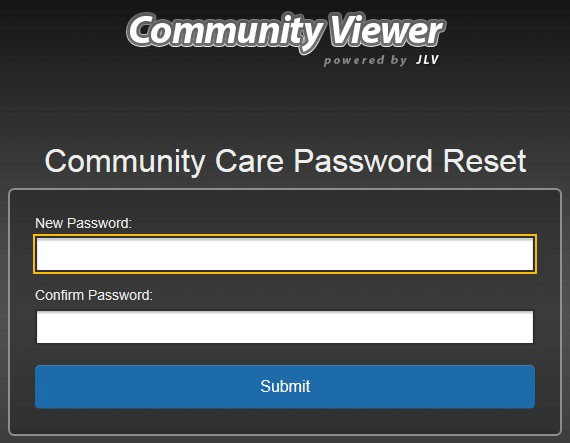 Community Viewer
powered by JLV
Community Care Password Reset
New Password:
Confirm Password:
Submit